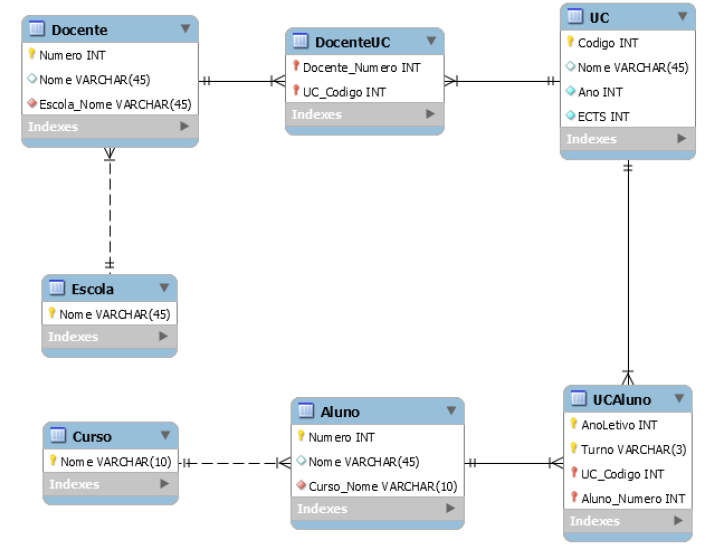 Docente
Numero INT
Nome VARCHAR(45)
Escola_Nome VARCHAR(45)
Indexes
DocenteUC
Docente_Numero INT
UC_Codigo INT
Indexes
UC
Codigo INT
Nome VARCHAR(45)
Ano INT
ECTS INT
Indexes
Escola
Nome VARCHAR(45)
Indexes
Curso
Nome VARCHAR(10)
Indexes
Aluno
Numero INT
Nome VARCHAR(45)
Curso_Nome VARCHAR(10)
Indexes
UCAluno
AnoLetivo INT
Turno VARCHAR(3)
UC_Codigo INT
Aluno_Numero INT
Indexes